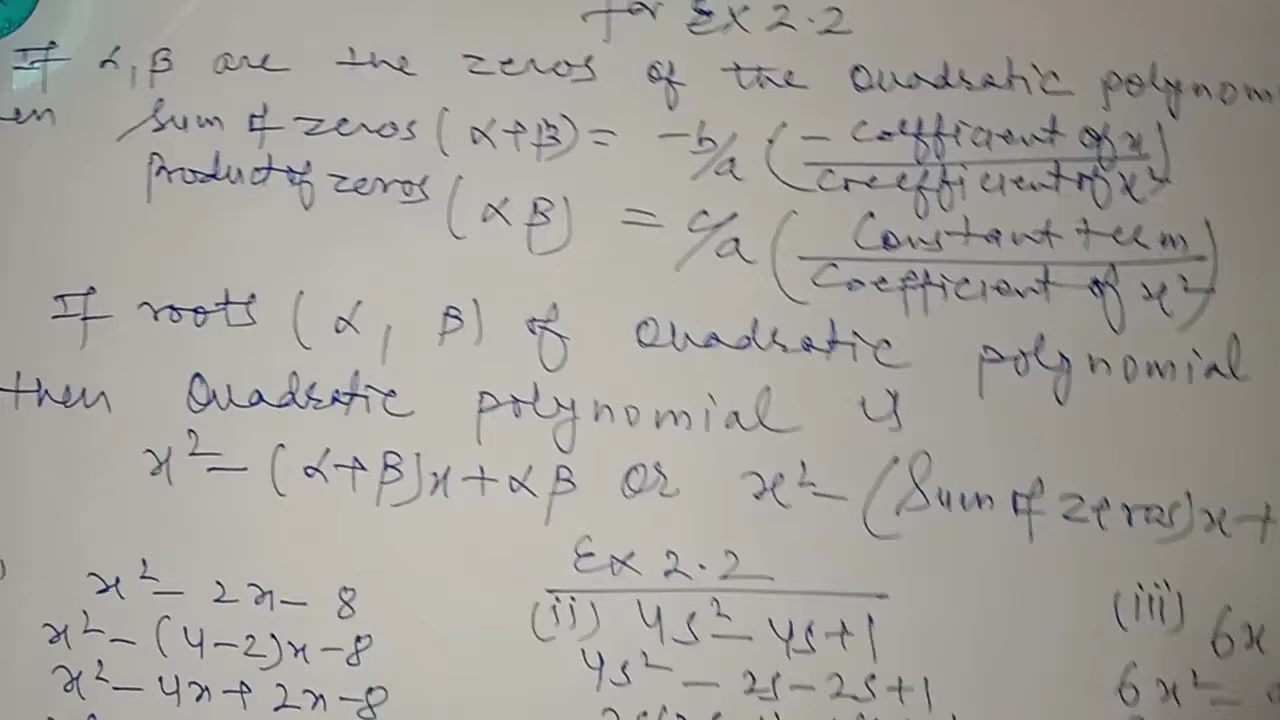 for Ex 2.2
If α, β are the zeros of the Quadratic polynom
en Sum of zeros (α+β) = -b/a (- Coefficient of x / Coefficient of x²)
Product of zeros (αβ) = c/a (Constant term / Coefficient of x²)
If roots (α, β) of Quadratic polynomial
then Quadratic polynomial is
x² - (α+β)x + αβ or x² - (Sum of zeros)x +
Ex 2.2
x² - 2x - 8 (ii) 4s² - 4s + 1 (iii) 6x
x² - (4-2)x - 8 4s² - 2s - 2s + 1 6x² -
x² - 4x + 2x - 8